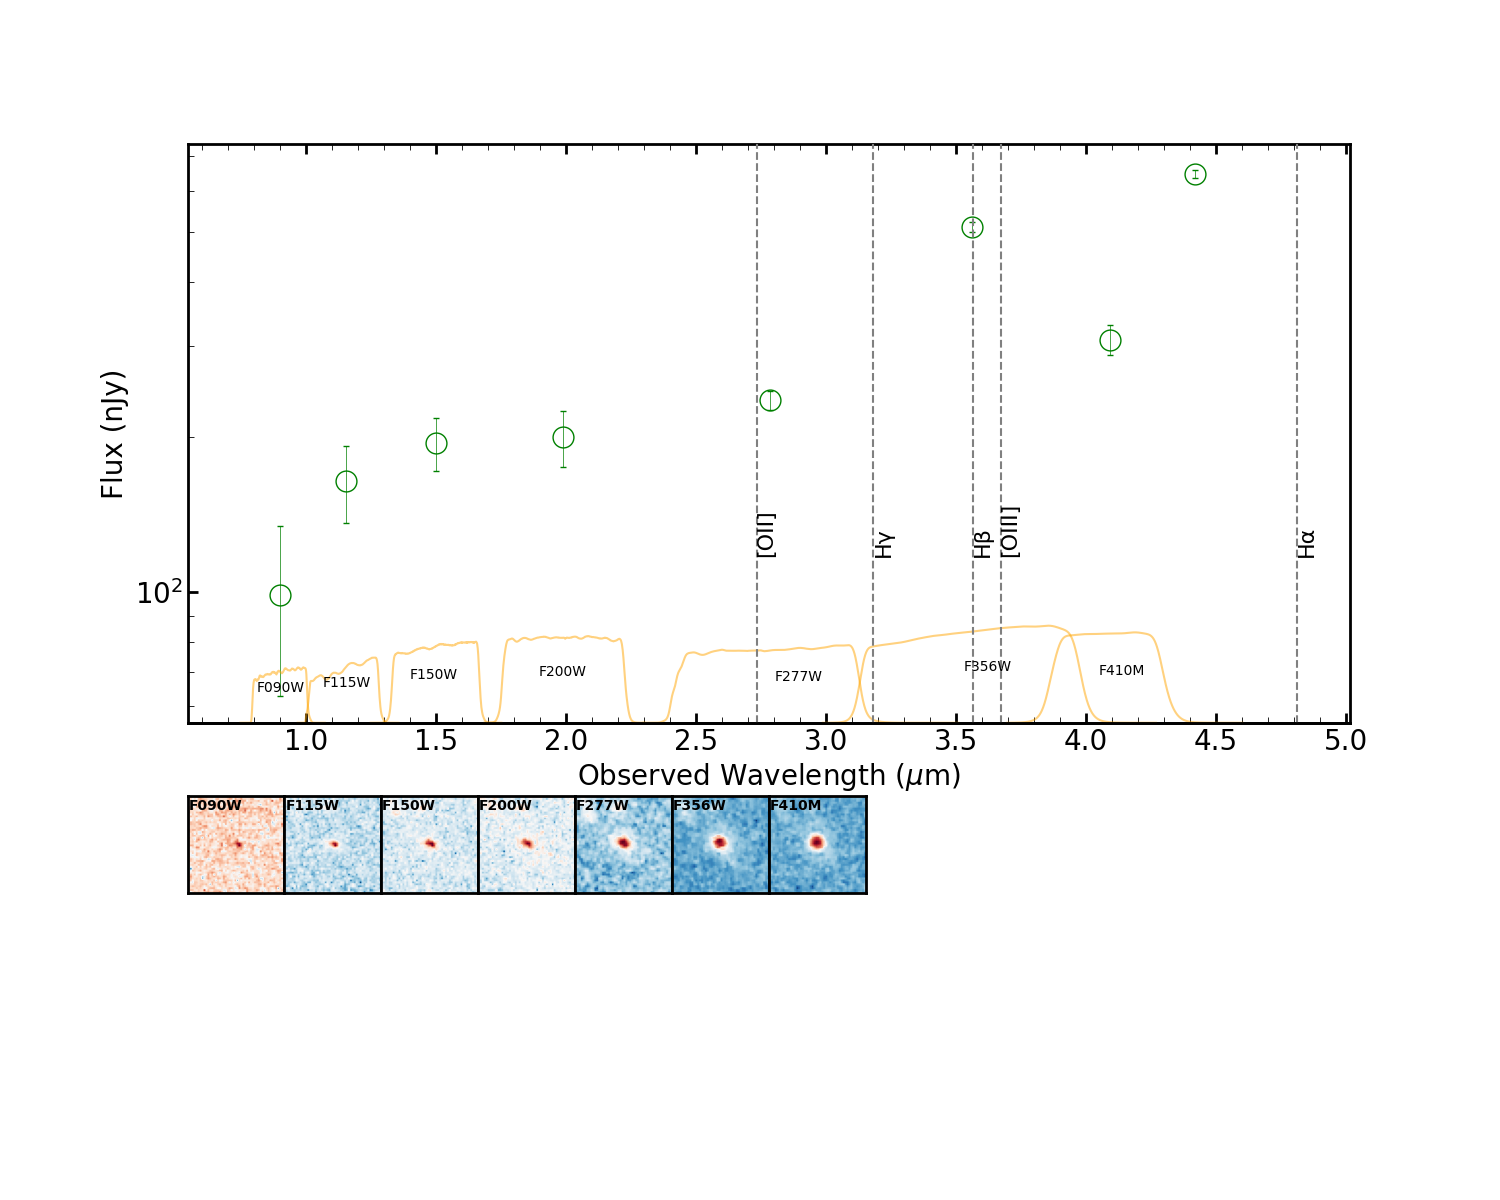 Flux (nJy)
10²
[OII]
Hγ
Hβ
[OIII]
Hα
F090W
F115W
F150W
F200W
F277W
F356W
F410M
1.0 1.5 2.0 2.5 3.0 3.5 4.0 4.5 5.0
Observed Wavelength (μm)
F090W F115W F150W F200W F277W F356W F410M